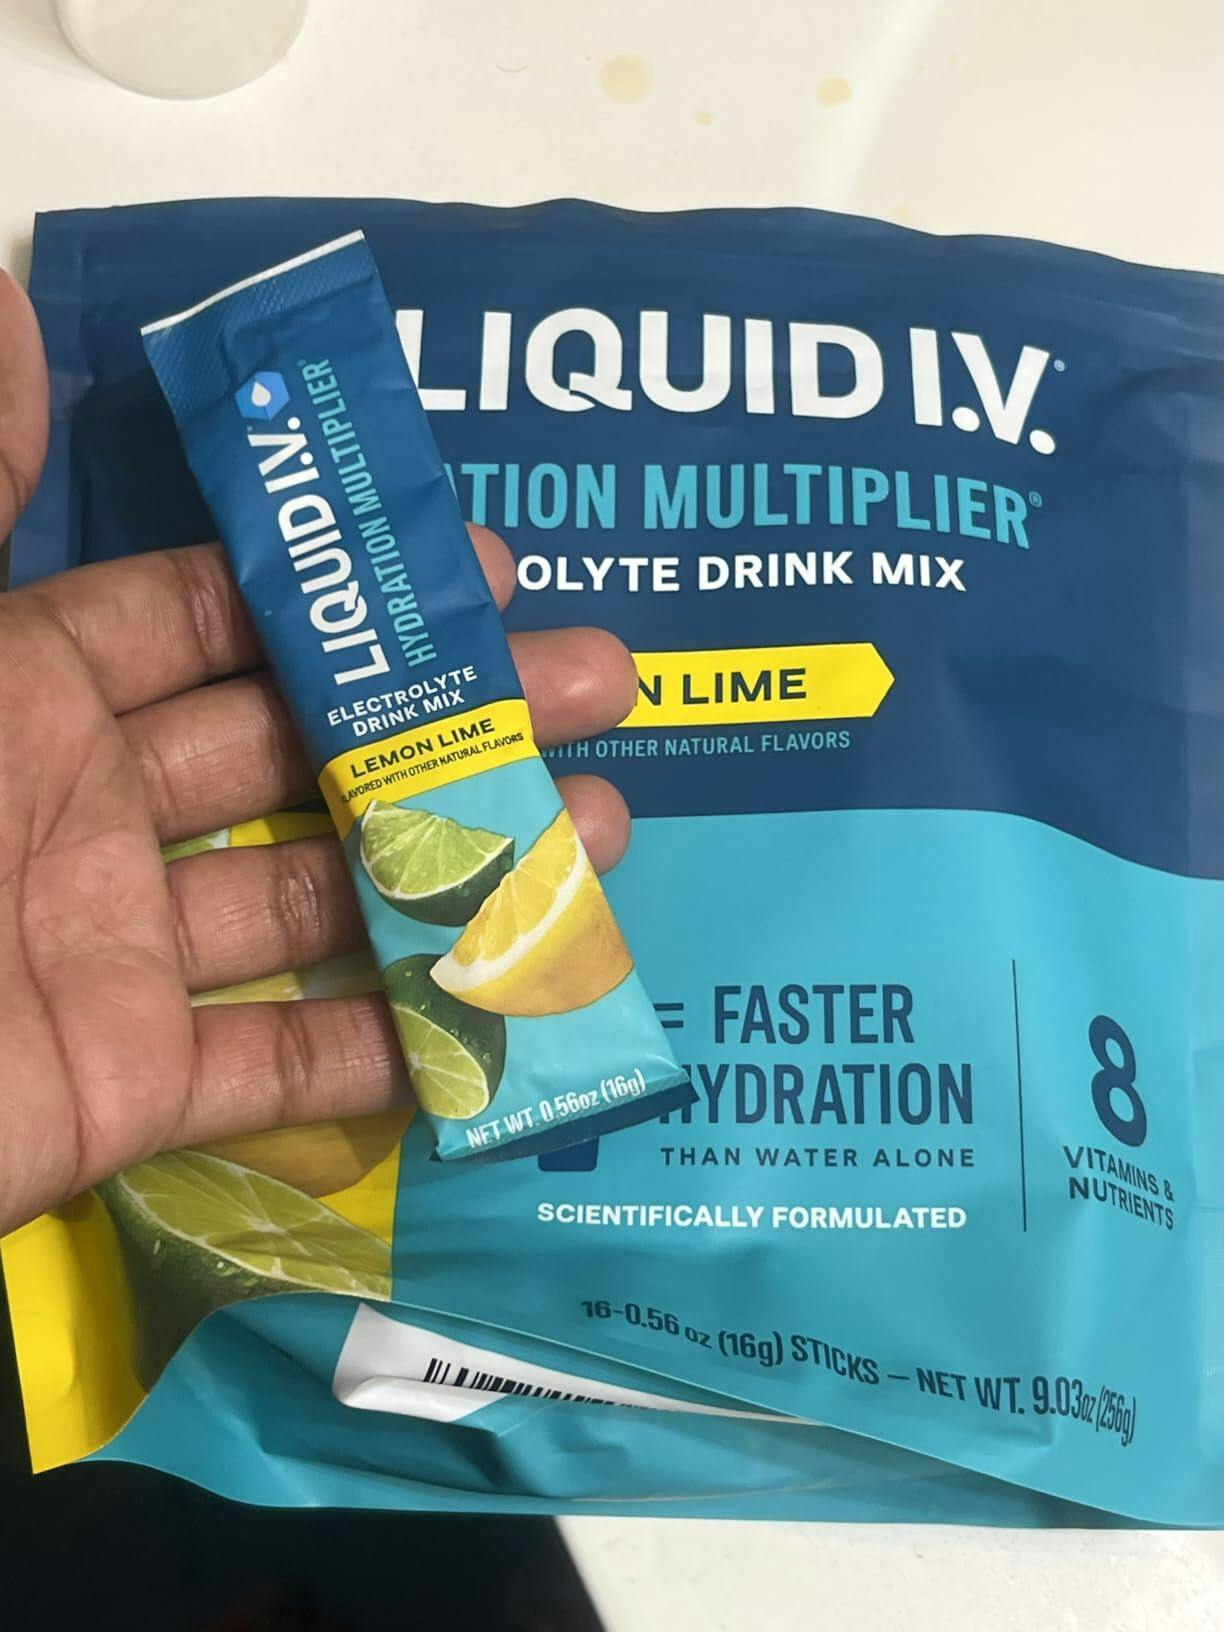 LIQUID I.V.
HYDRATION MULTIPLIER®
ELECTROLYTE
DRINK MIX
LEMON LIME
FLAVORED WITH OTHER NATURAL FLAVORS
NET WT. 0.56oz (16g)
LIQUID I.V.®
TION MULTIPLIER®
OLYTE DRINK MIX
N LIME
WITH OTHER NATURAL FLAVORS
= FASTER
HYDRATION
THAN WATER ALONE
SCIENTIFICALLY FORMULATED
8
VITAMINS &
NUTRIENTS
16-0.56 oz (16g) STICKS – NET WT. 9.03oz (256g)